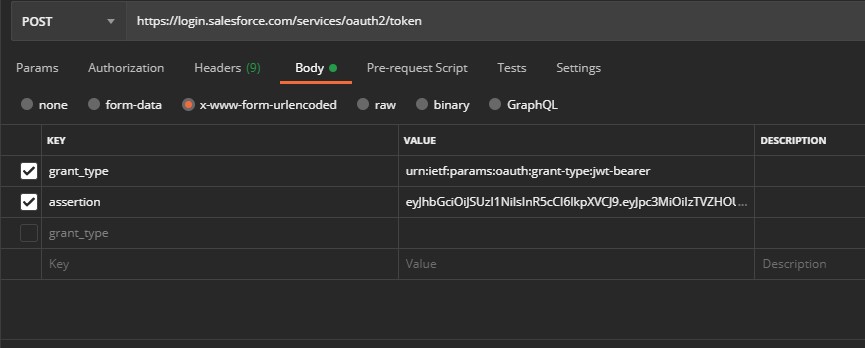 POST https://login.salesforce.com/services/oauth2/token
Params Authorization Headers (9) Body Pre-request Script Tests Settings
none form-data x-www-form-urlencoded raw binary GraphQL
KEY VALUE DESCRIPTION
grant_type urn:ietf:params:oauth:grant-type:jwt-bearer
assertion eyJhbGciOiJSUzI1NiIsInR5cCI6IkpXVCJ9.eyJpc3MiOiIzTVZHOU ...
grant_type
Key Value Description